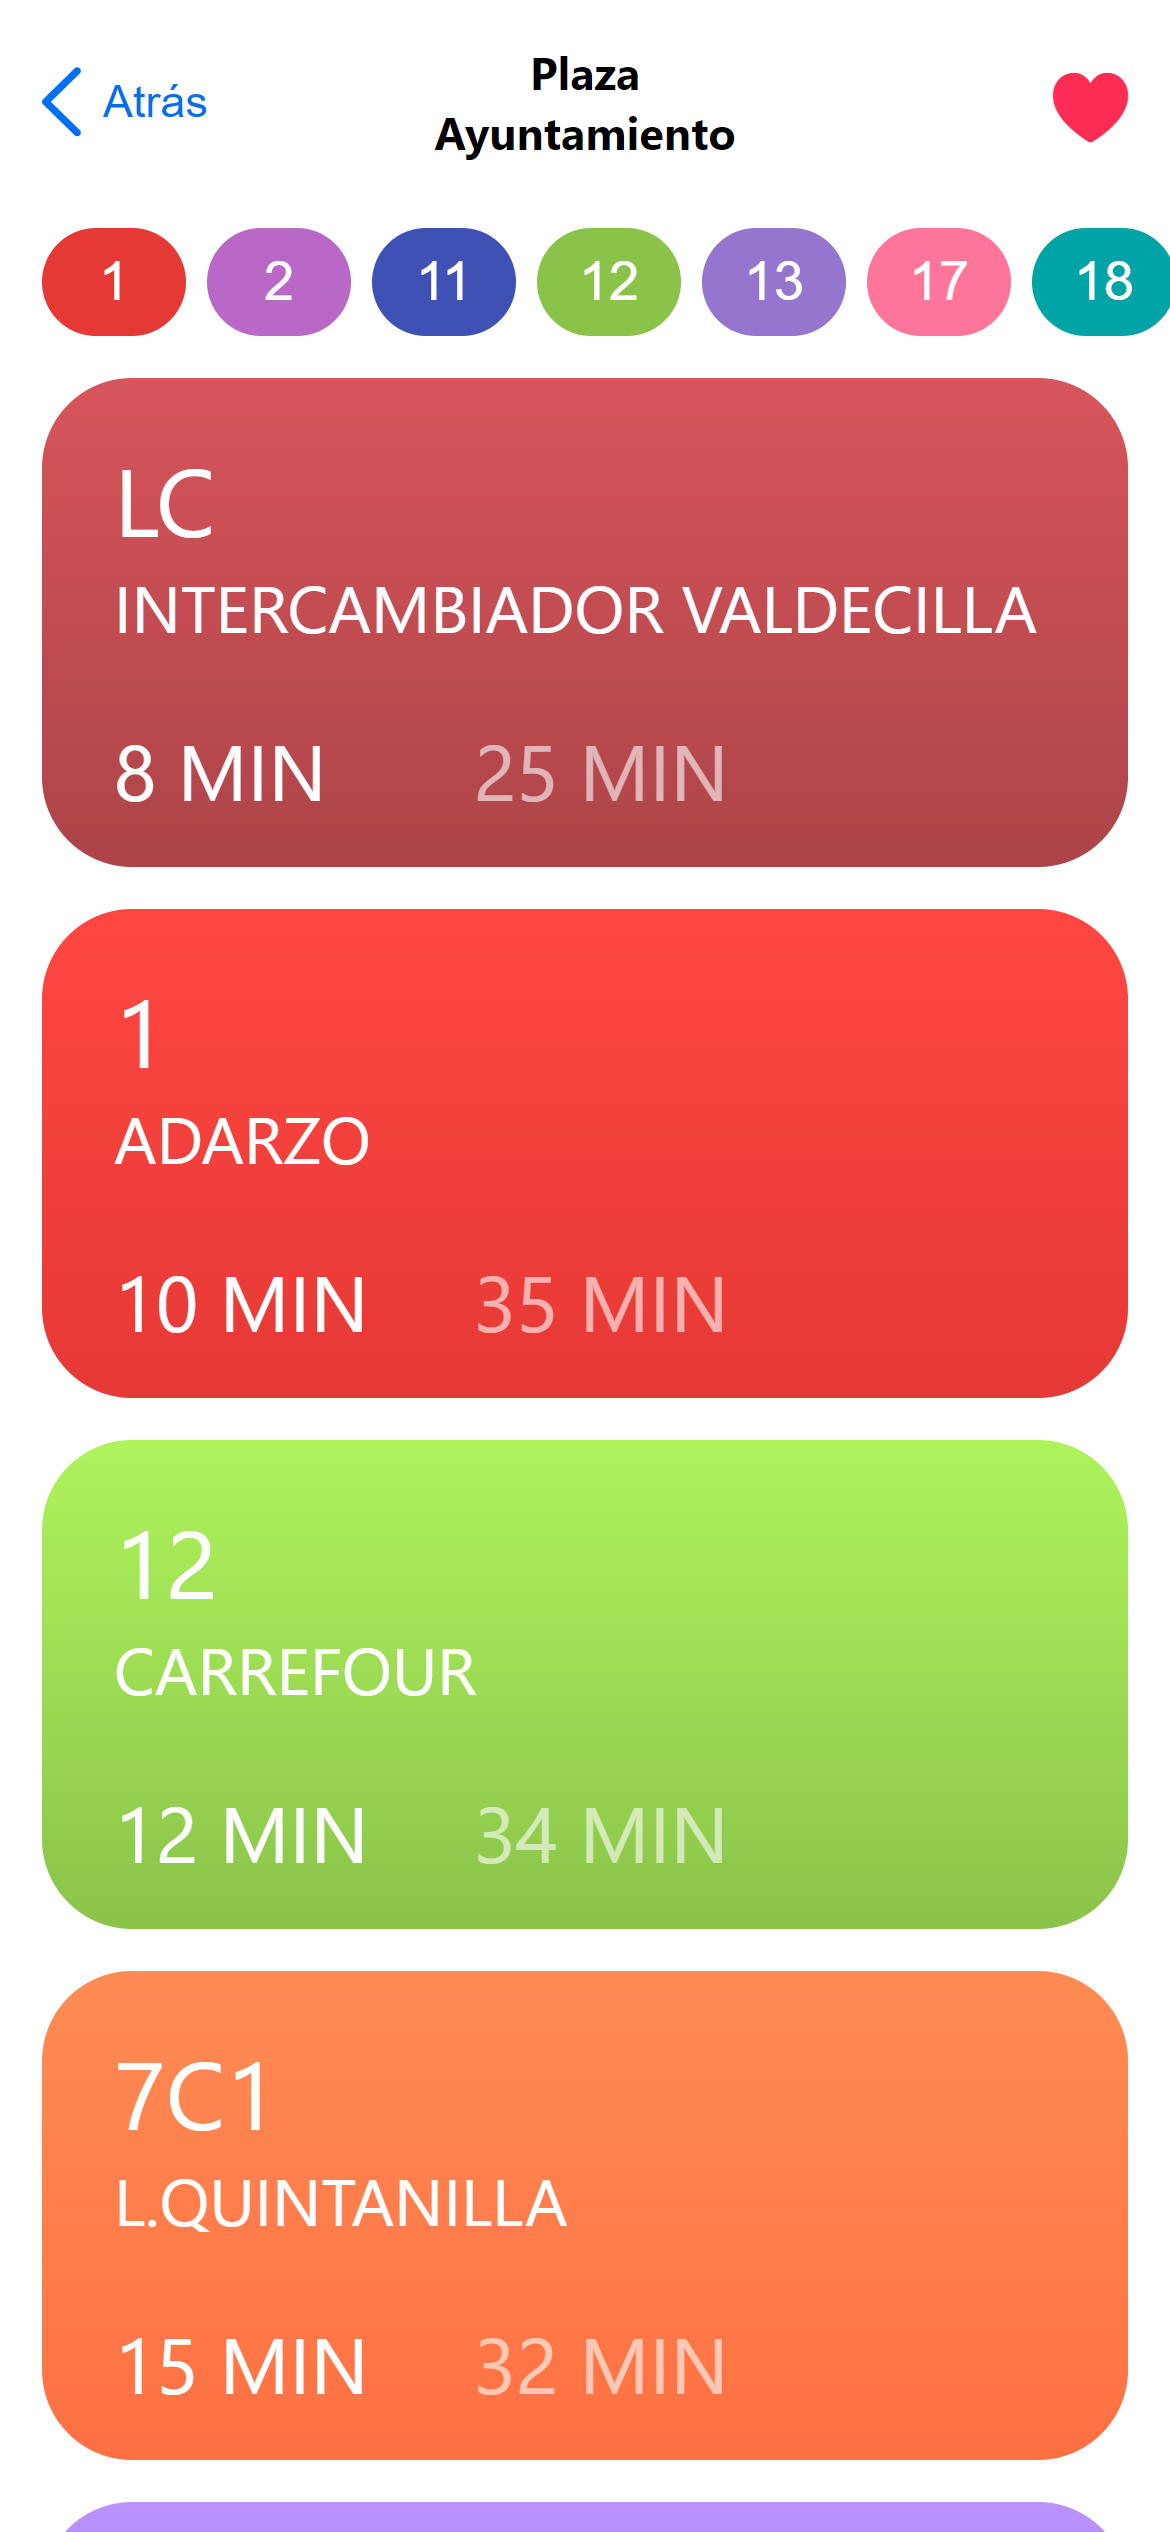 Atrás
Plaza
Ayuntamiento
1 2 11 12 13 17 18
LC
INTERCAMBIADOR VALDECILLA
8 MIN 25 MIN
1
ADARZO
10 MIN 35 MIN
12
CARREFOUR
12 MIN 34 MIN
7C1
L.QUINTANILLA
15 MIN 32 MIN